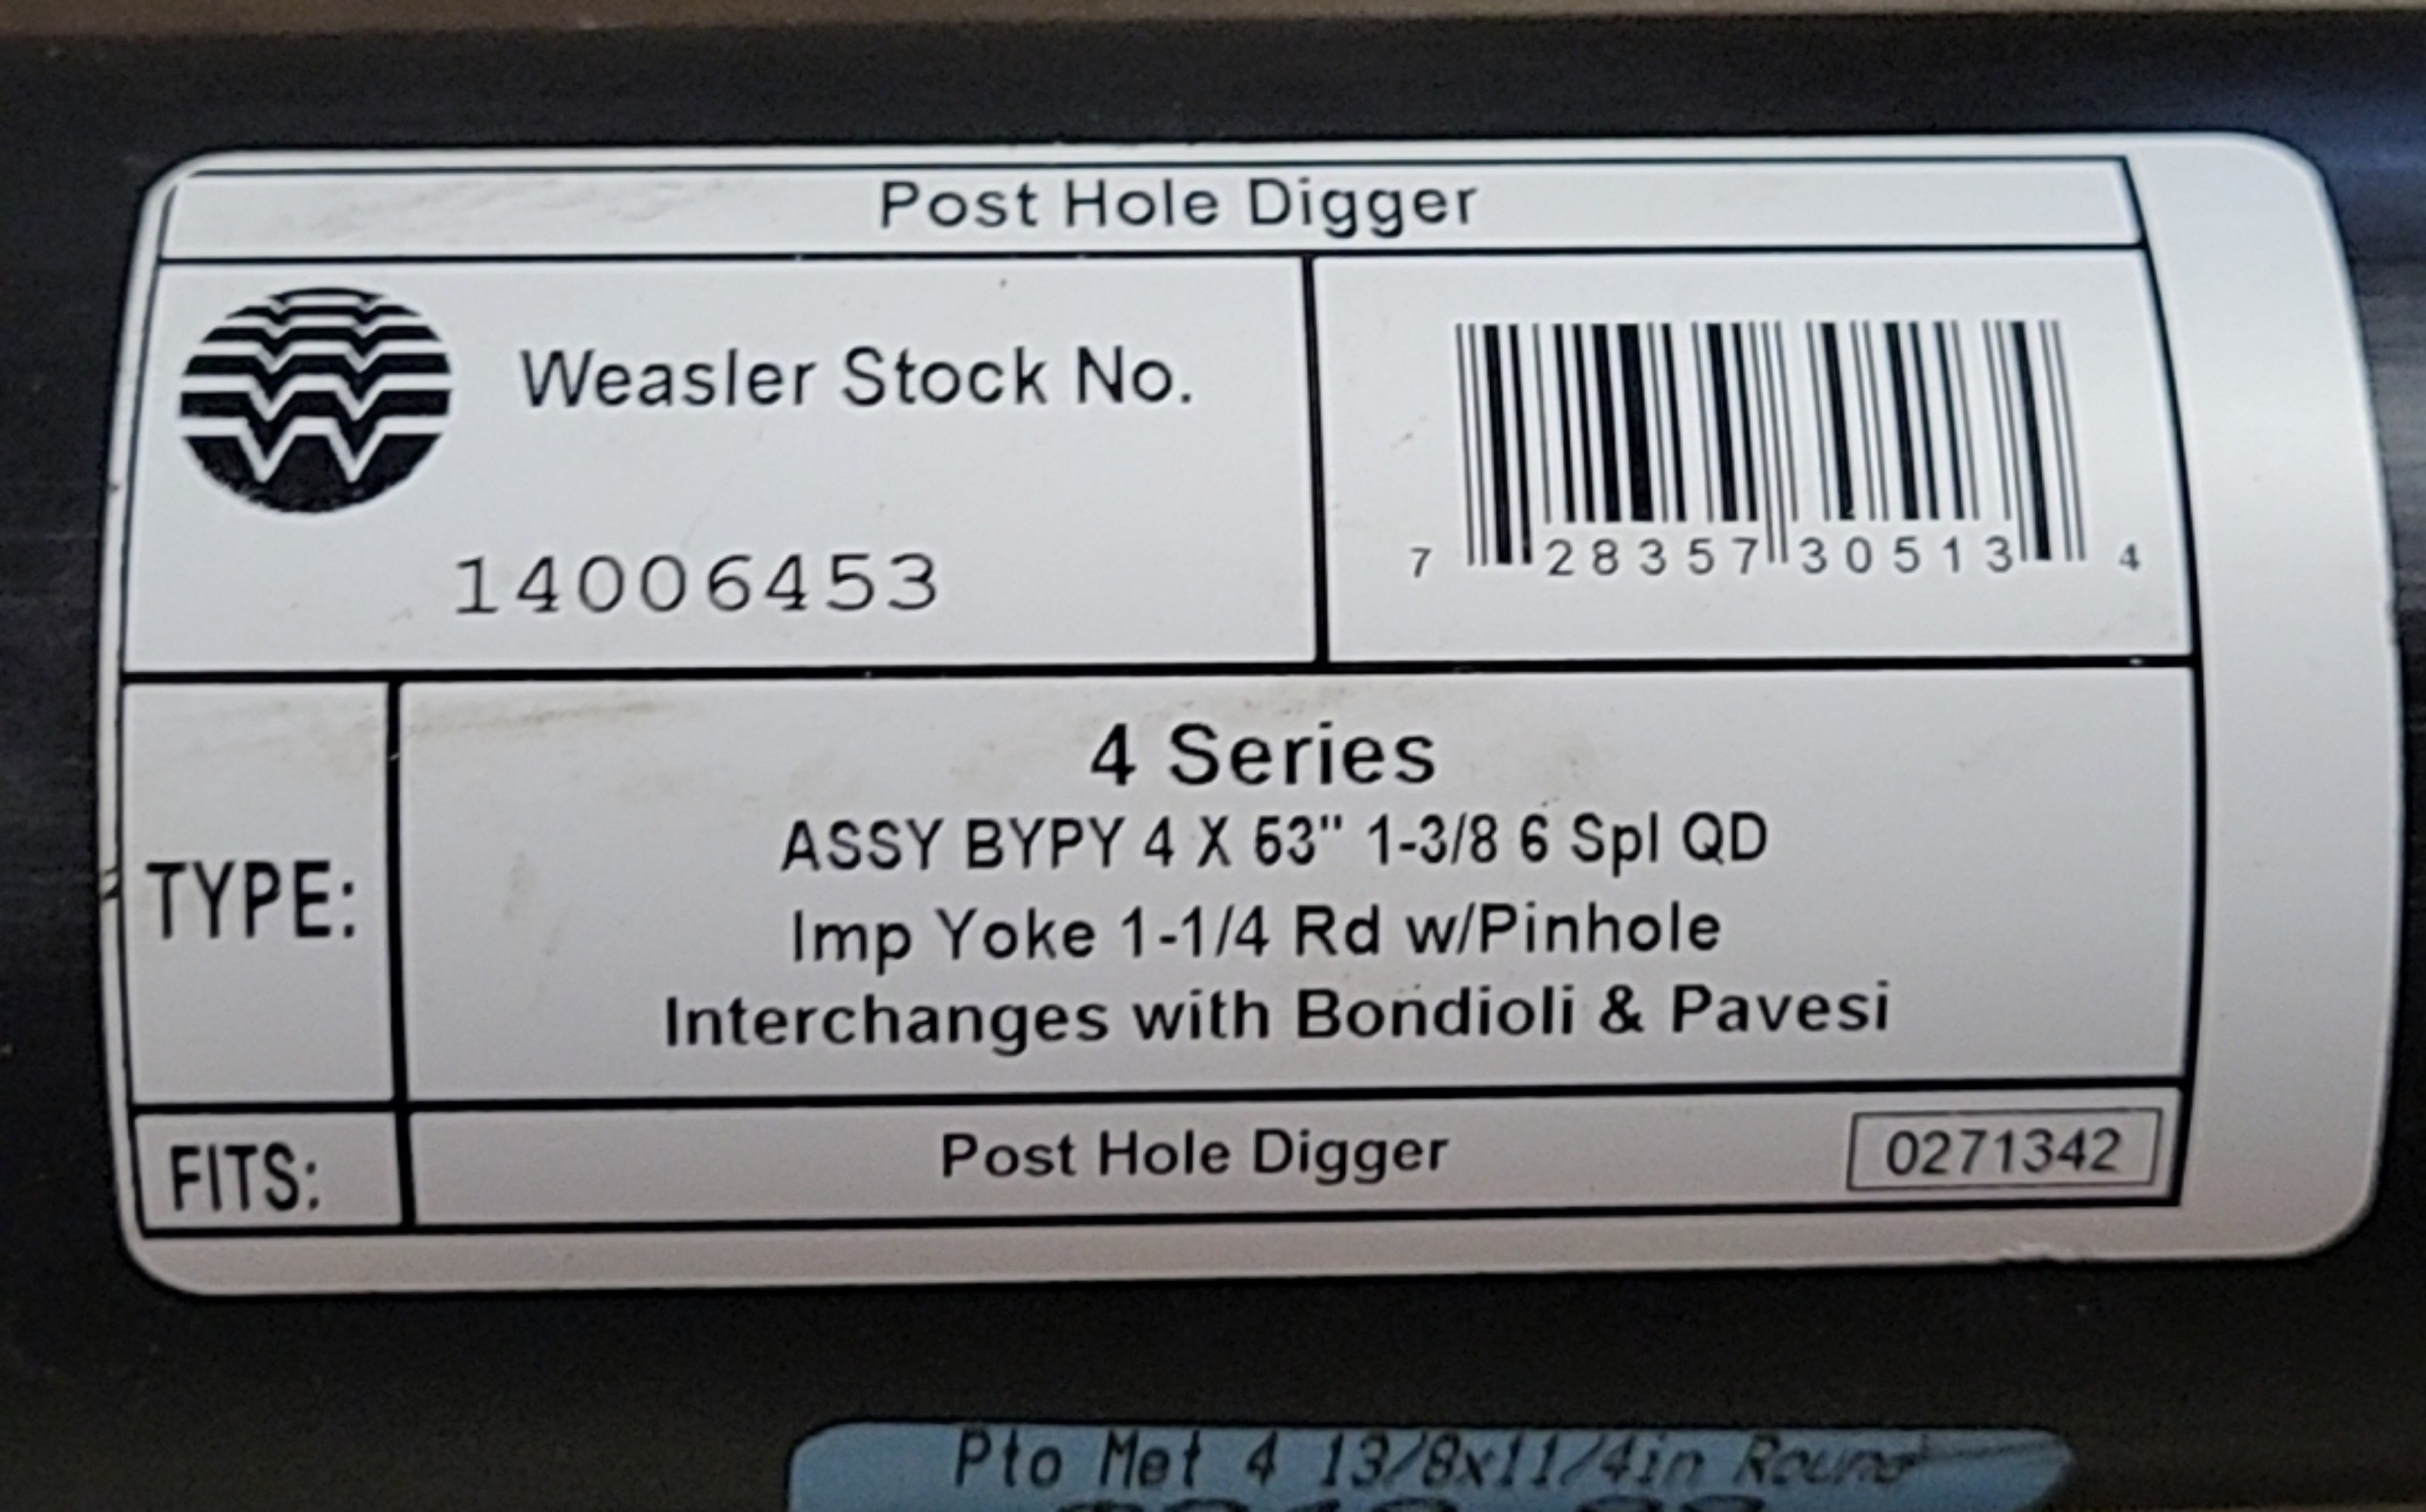 Post Hole Digger
Weasler Stock No.
14006453
7 28357 30513 4
4 Series
ASSY BYPY 4 X 53" 1-3/8 6 Spl QD
TYPE:
Imp Yoke 1-1/4 Rd w/Pinhole
Interchanges with Bondioli & Pavesi
FITS:
Post Hole Digger
0271342
Pto Met 4 13/8x11/4in Round